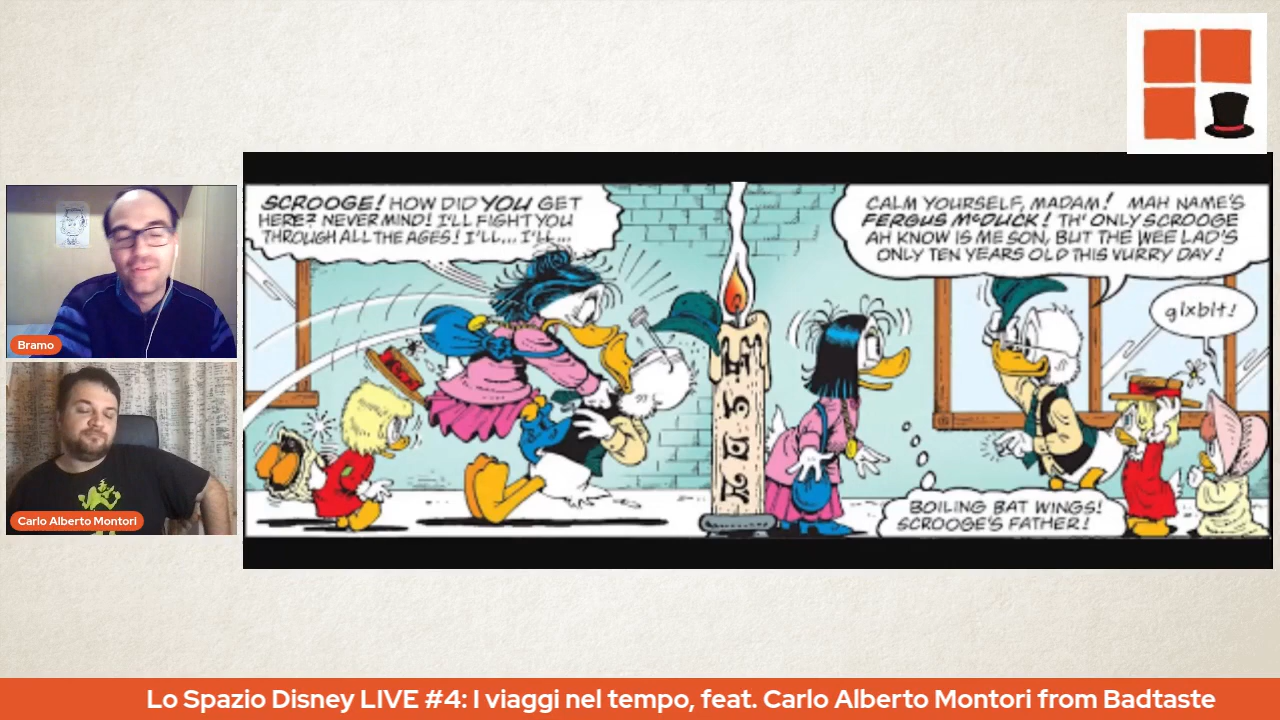 SCROOGE! HOW DID YOU GET
HERE? NEVER MIND! I'LL FIGHT YOU
THROUGH ALL THE AGES! I'LL... I'LL...
CALM YOURSELF, MADAM! MAH NAME'S
FERGUS McDUCK! TH' ONLY SCROOGE
AH KNOW IS ME SON, BUT THE WEE LAD'S
ONLY TEN YEARS OLD THIS VURRY DAY!
glxblt!
BOILING BAT WINGS!
SCROOGE'S FATHER!
Bramo
Carlo Alberto Montori
Lo Spazio Disney LIVE #4: I viaggi nel tempo, feat. Carlo Alberto Montori from Badtaste